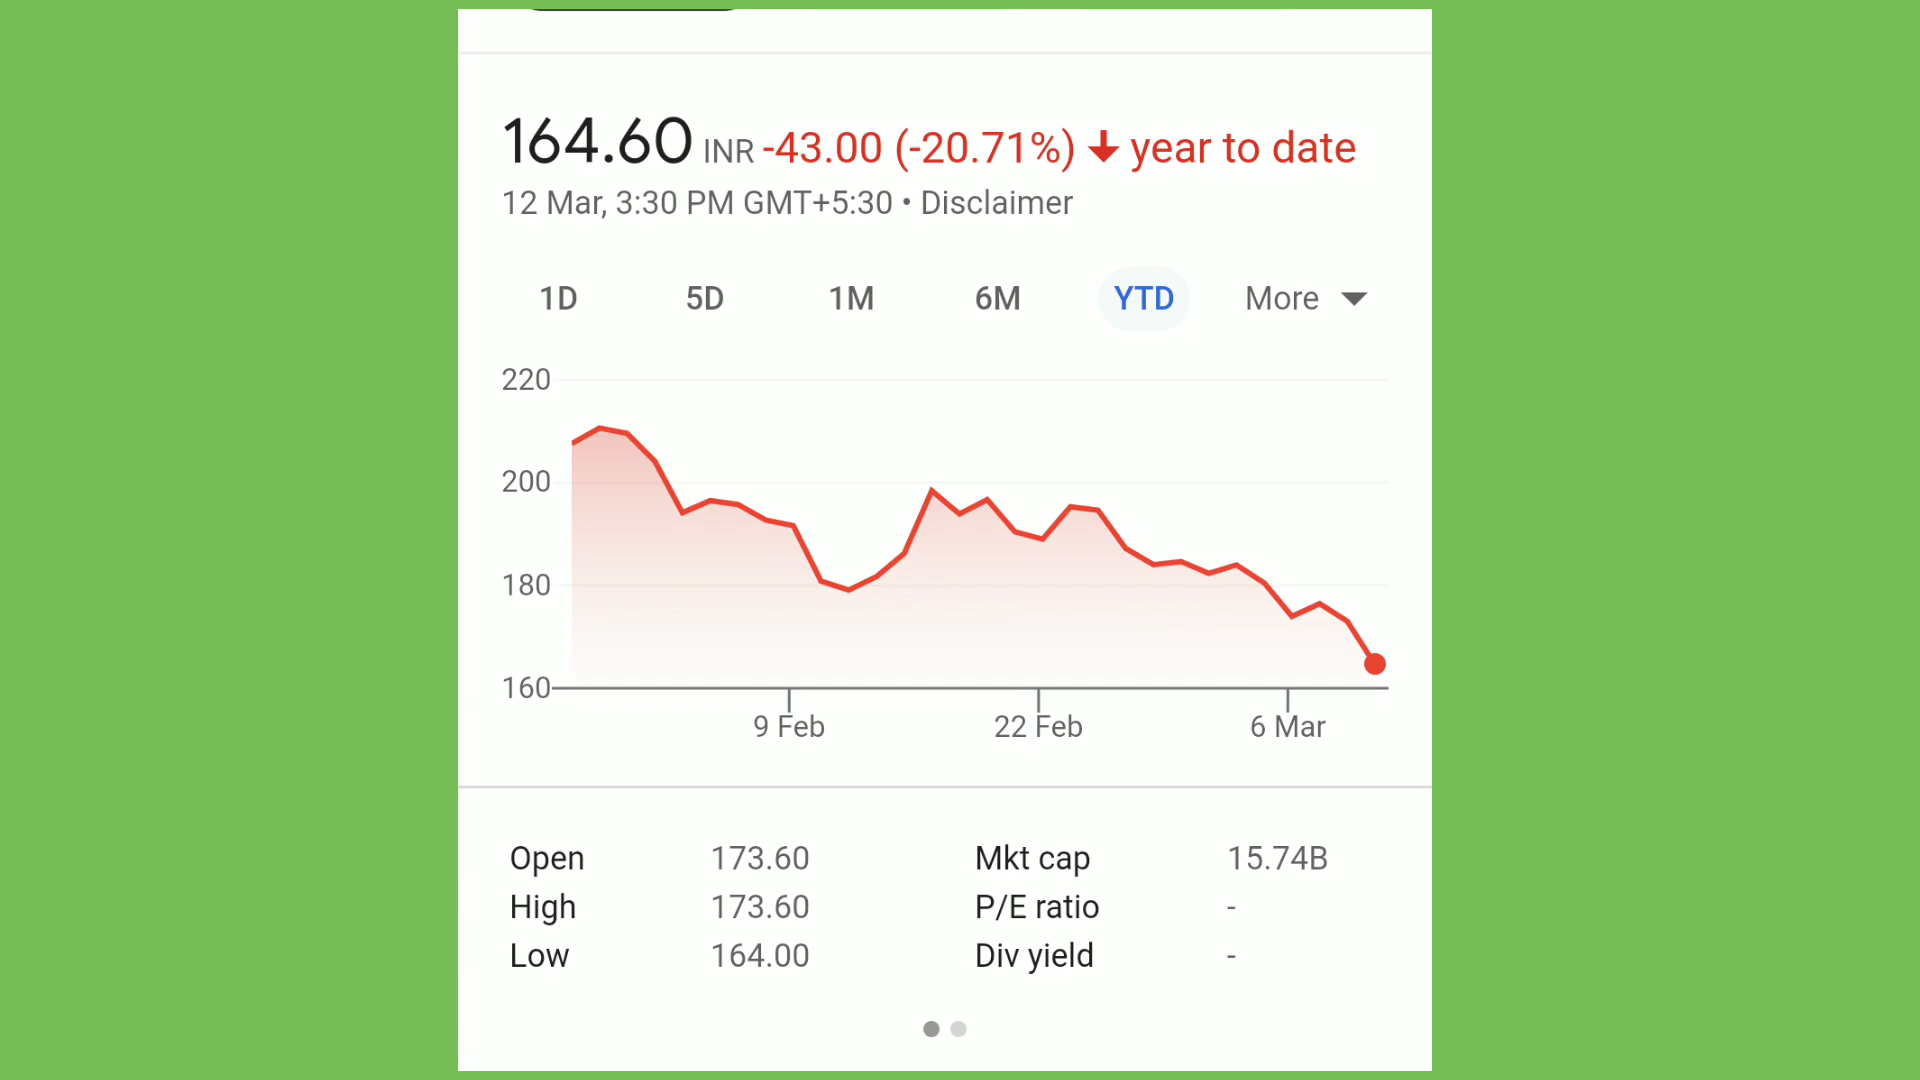 164.60 INR -43.00 (-20.71%) ↓ year to date
12 Mar, 3:30 PM GMT+5:30 • Disclaimer
1D 5D 1M 6M YTD More
220
200
180
160
9 Feb 22 Feb 6 Mar
Open 173.60 Mkt cap 15.74B
High 173.60 P/E ratio -
Low 164.00 Div yield -